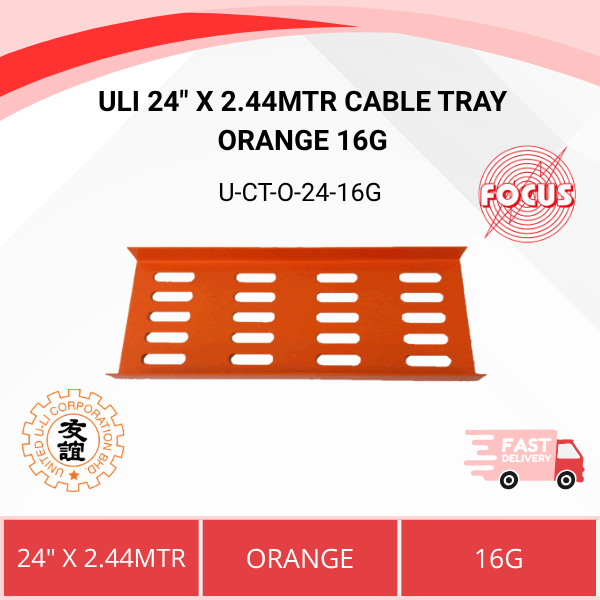 ULI 24" X 2.44MTR CABLE TRAY
ORANGE 16G
U-CT-O-24-16G
FOCUS
UNITED U-LI CORPORATION BHD.
友
誼
FAST
DELIVERY
24" X 2.44MTR
ORANGE
16G